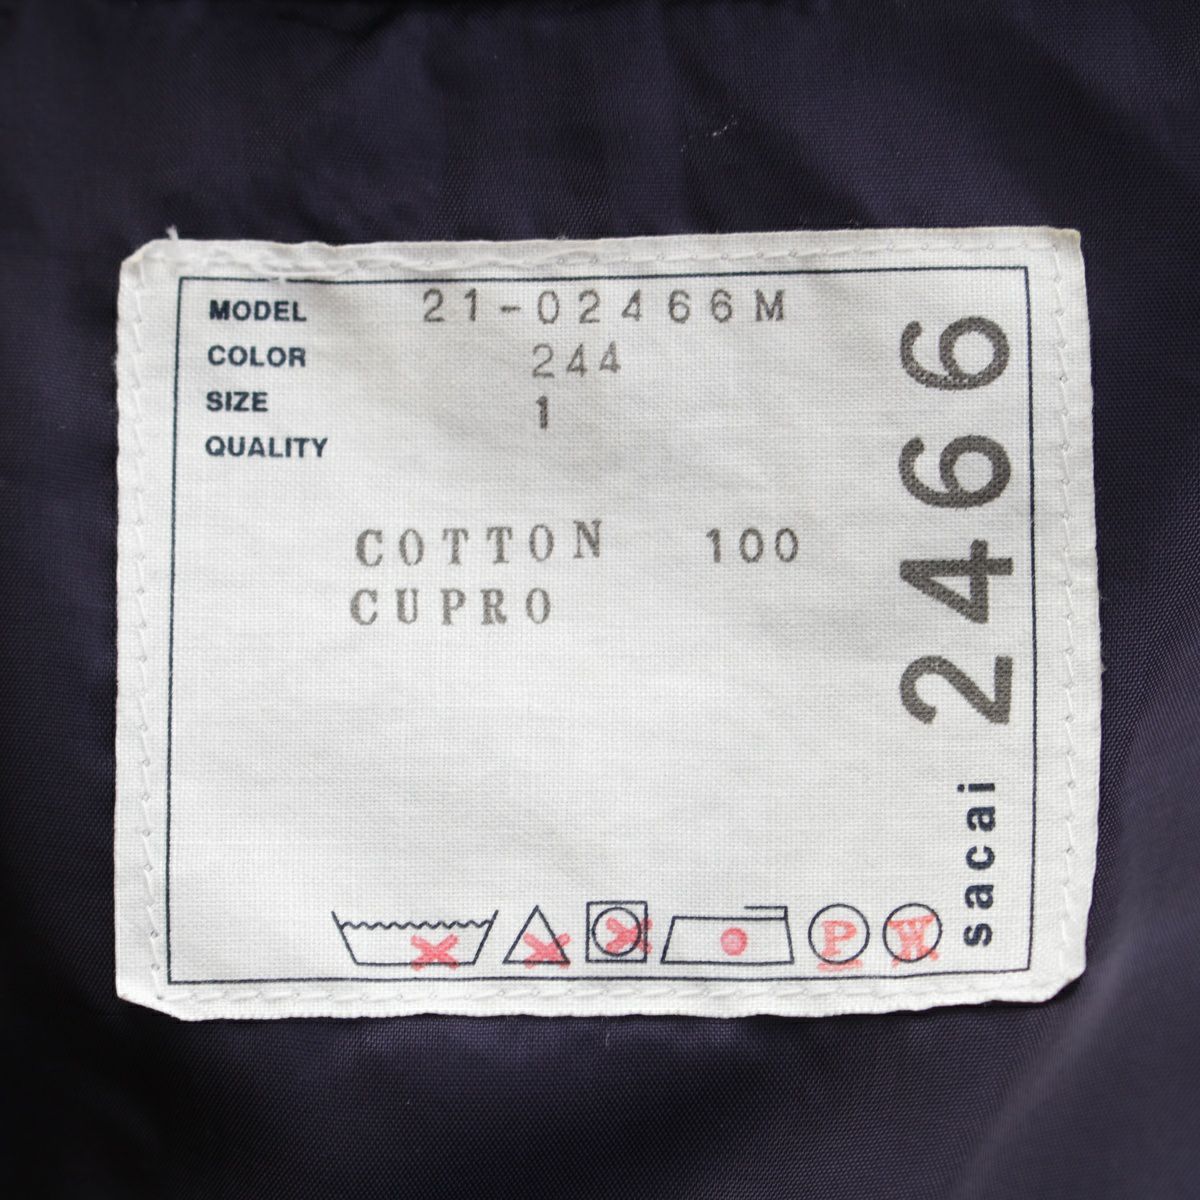 MODEL 21-02466M
COLOR 244
SIZE 1
QUALITY
COTTON 100
CUPRO
P W
sacai 2466